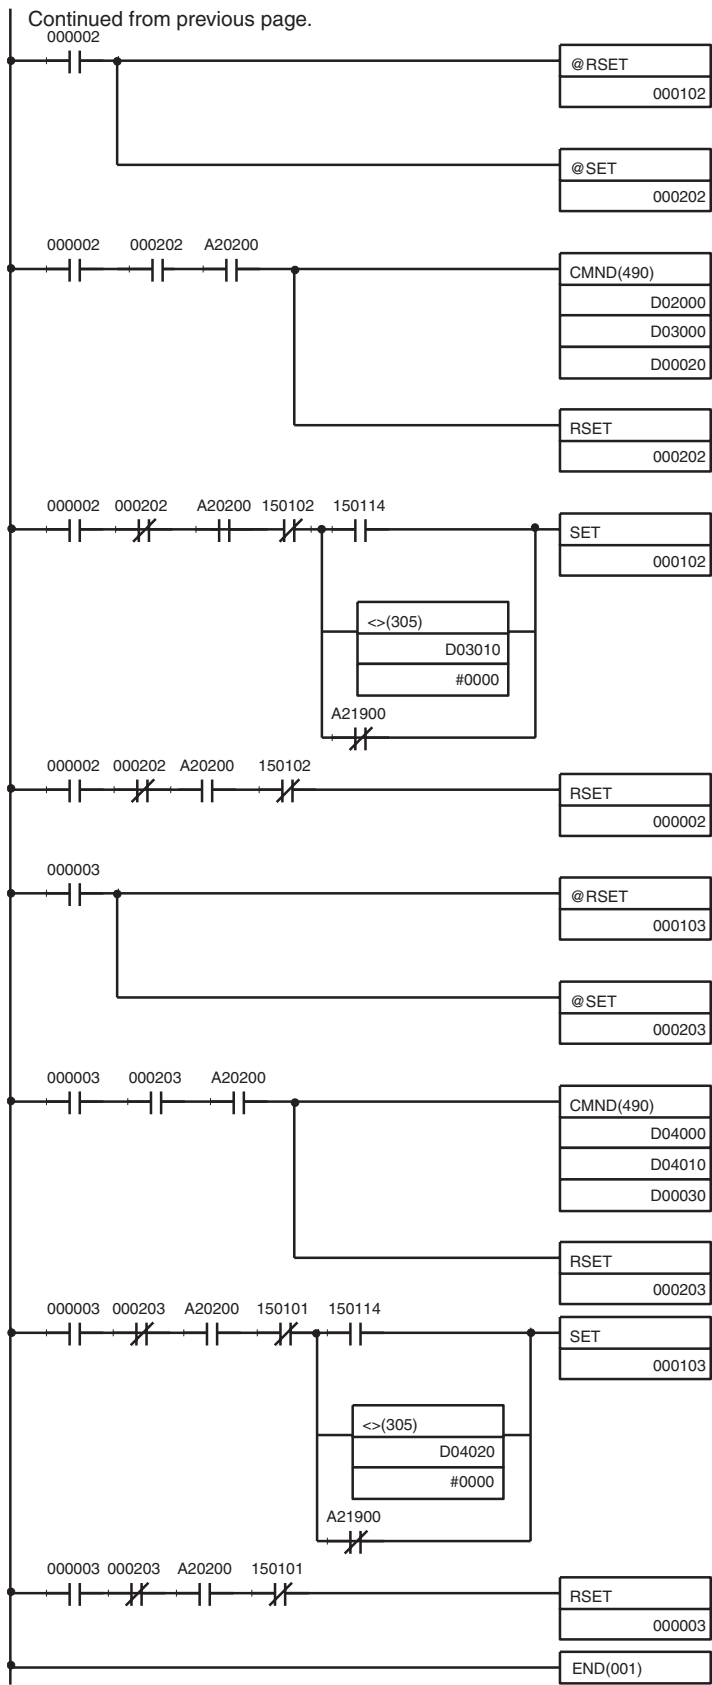 Continued from previous page.
000002
@RSET
000102
@SET
000202
000002 000202 A20200
CMND(490)
D02000
D03000
D00020
RSET
000202
000002 000202 A20200 150102 150114
SET
000102
<>(305)
D03010
#0000
A21900
000002 000202 A20200 150102
RSET
000002
000003
@RSET
000103
@SET
000203
000003 000203 A20200
CMND(490)
D04000
D04010
D00030
RSET
000203
000003 000203 A20200 150101 150114
SET
000103
<>(305)
D04020
#0000
A21900
000003 000203 A20200 150101
RSET
000003
END(001)